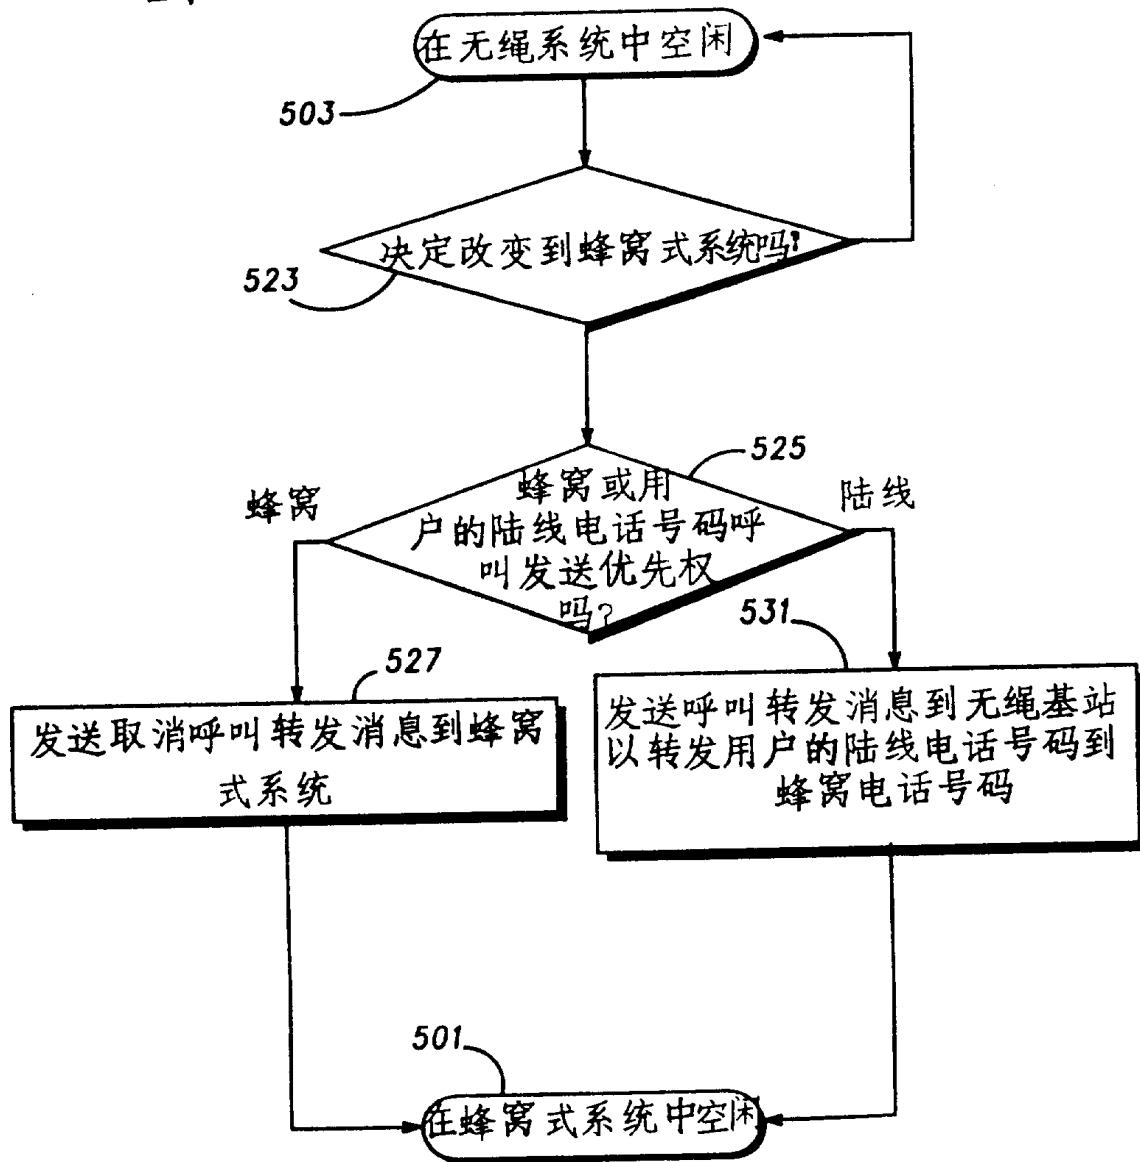 在无绳系统中空闲
503
决定改变到蜂窝式系统吗?
523
525
蜂窝
陆线
蜂窝或用
户的陆线电话号码呼
叫发送优先权
吗?
531
527
发送取消呼叫转发消息到蜂窝
式系统
发送呼叫转发消息到无绳基站
以转发用户的陆线电话号码到
蜂窝电话号码
501
在蜂窝式系统中空闲